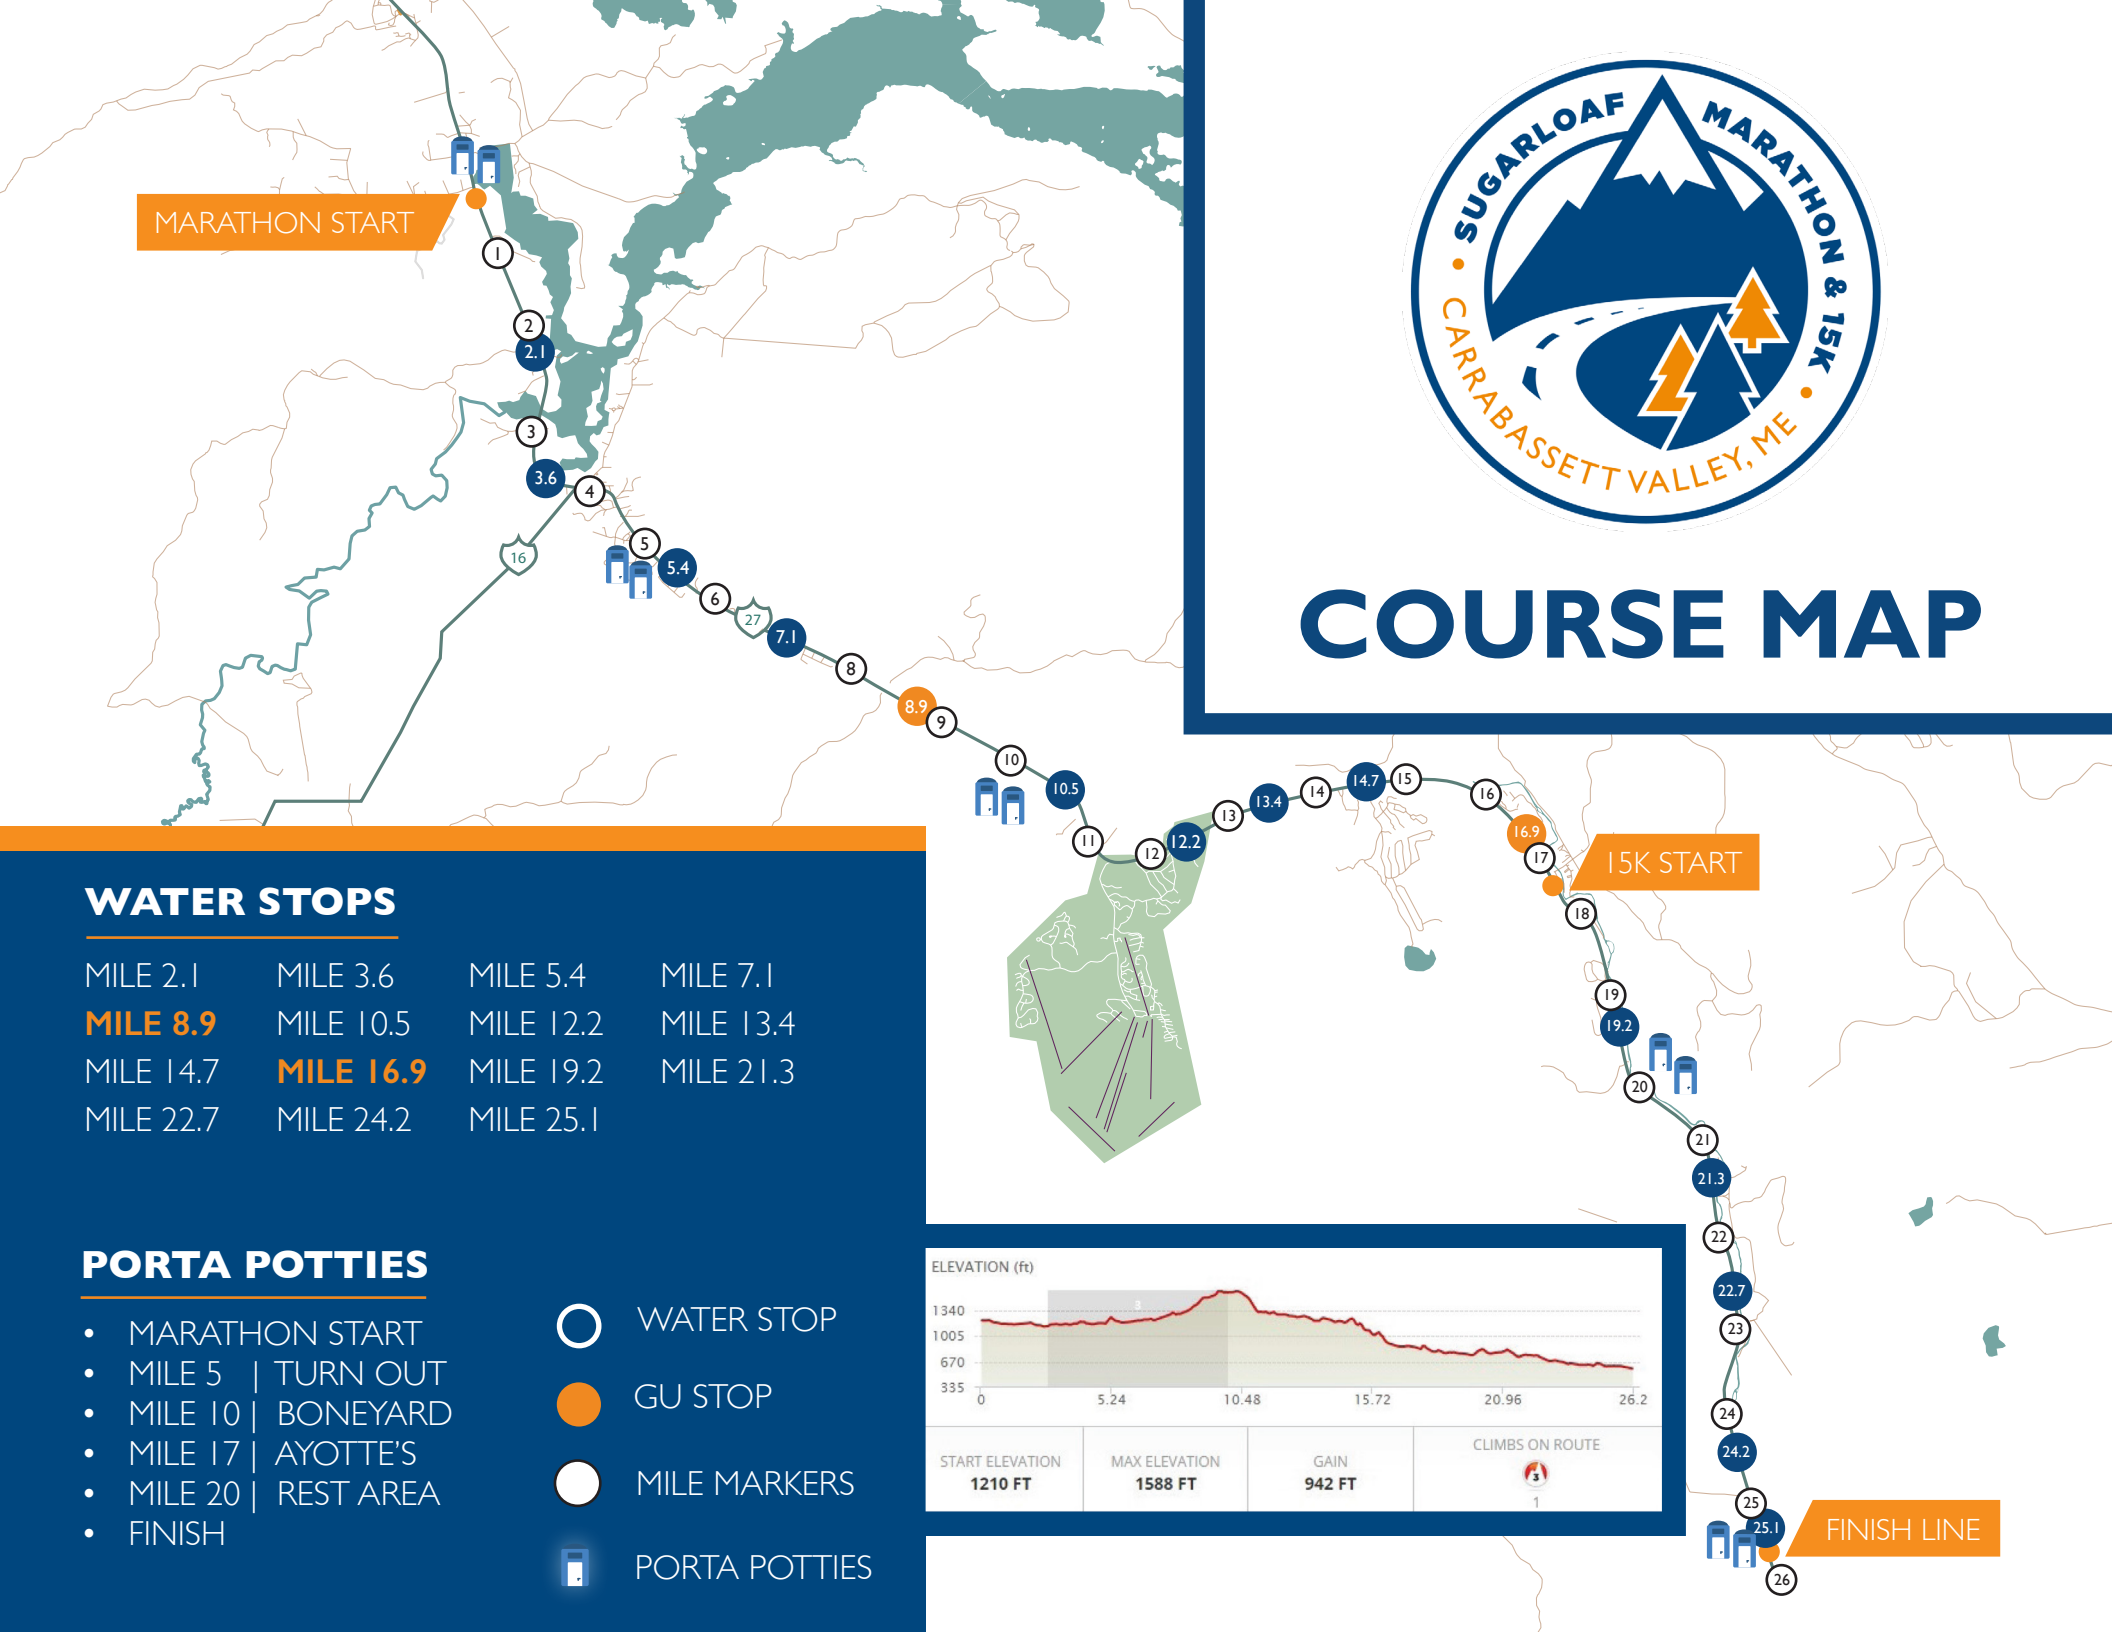 SUGARLOAF MARATHON & 15K
CARRABASSETT VALLEY, ME
COURSE MAP
MARATHON START
1
2
2.1
3
3.6
4
16
5
5.4
6
27
7.1
8
8.9
9
10
10.5
11
12
12.2
13
13.4
14
14.7
15
16
16.9
17
15K START
18
19
19.2
20
21
21.3
22
22.7
23
24
24.2
25
25.1
FINISH LINE
26
WATER STOPS
MILE 2.1 MILE 3.6 MILE 5.4 MILE 7.1
MILE 8.9 MILE 10.5 MILE 12.2 MILE 13.4
MILE 14.7 MILE 16.9 MILE 19.2 MILE 21.3
MILE 22.7 MILE 24.2 MILE 25.1
PORTA POTTIES
• MARATHON START
• MILE 5 | TURN OUT
• MILE 10 | BONEYARD
• MILE 17 | AYOTTE'S
• MILE 20 | REST AREA
• FINISH
WATER STOP
GU STOP
MILE MARKERS
PORTA POTTIES
ELEVATION (ft)
3
1340
1005
670
335
0 5.24 10.48 15.72 20.96 26.2
START ELEVATION MAX ELEVATION GAIN CLIMBS ON ROUTE
1210 FT 1588 FT 942 FT 3
1